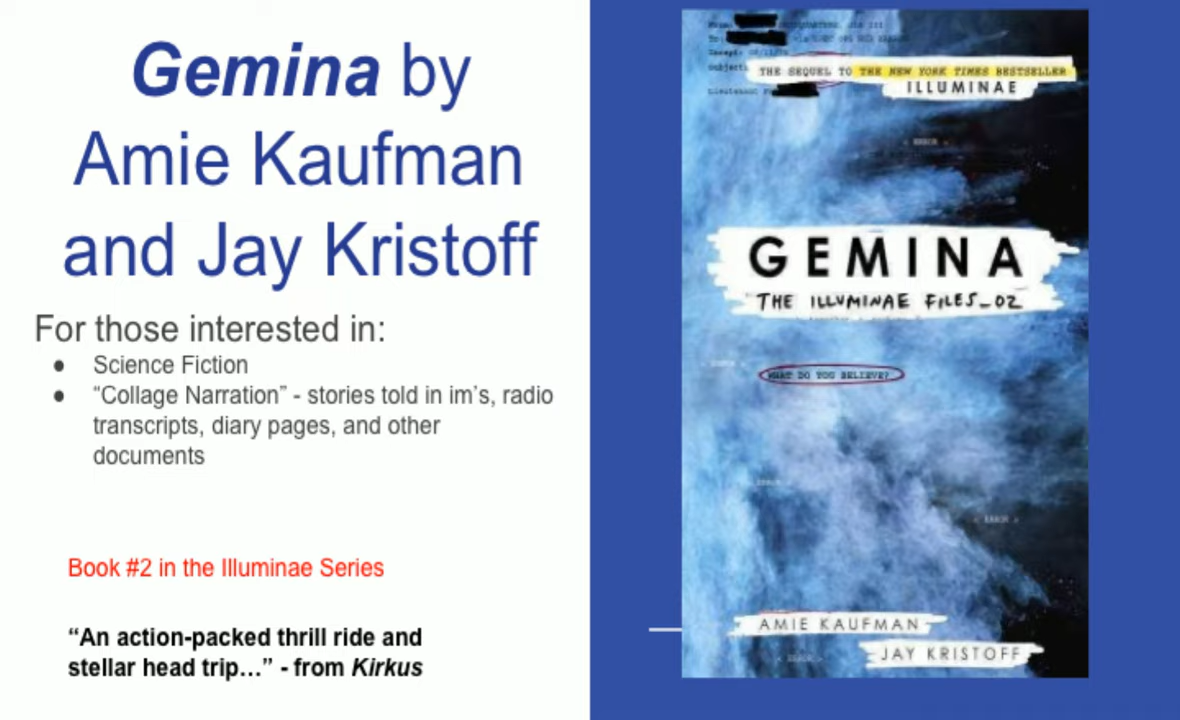 Gemina by
Amie Kaufman
and Jay Kristoff
For those interested in:
● Science Fiction
● “Collage Narration” - stories told in im’s, radio
transcripts, diary pages, and other
documents
Book #2 in the Illuminae Series
“An action-packed thrill ride and
stellar head trip…” - from Kirkus
THE SEQUEL TO THE NEW YORK TIMES BESTSELLER
ILLUMINAE
< ERROR >
GEMINA
THE ILLUMINAE FILES_02
WHAT DO YOU BELIEVE?
< ERROR >
AMIE KAUFMAN
JAY KRISTOFF
< ERROR >